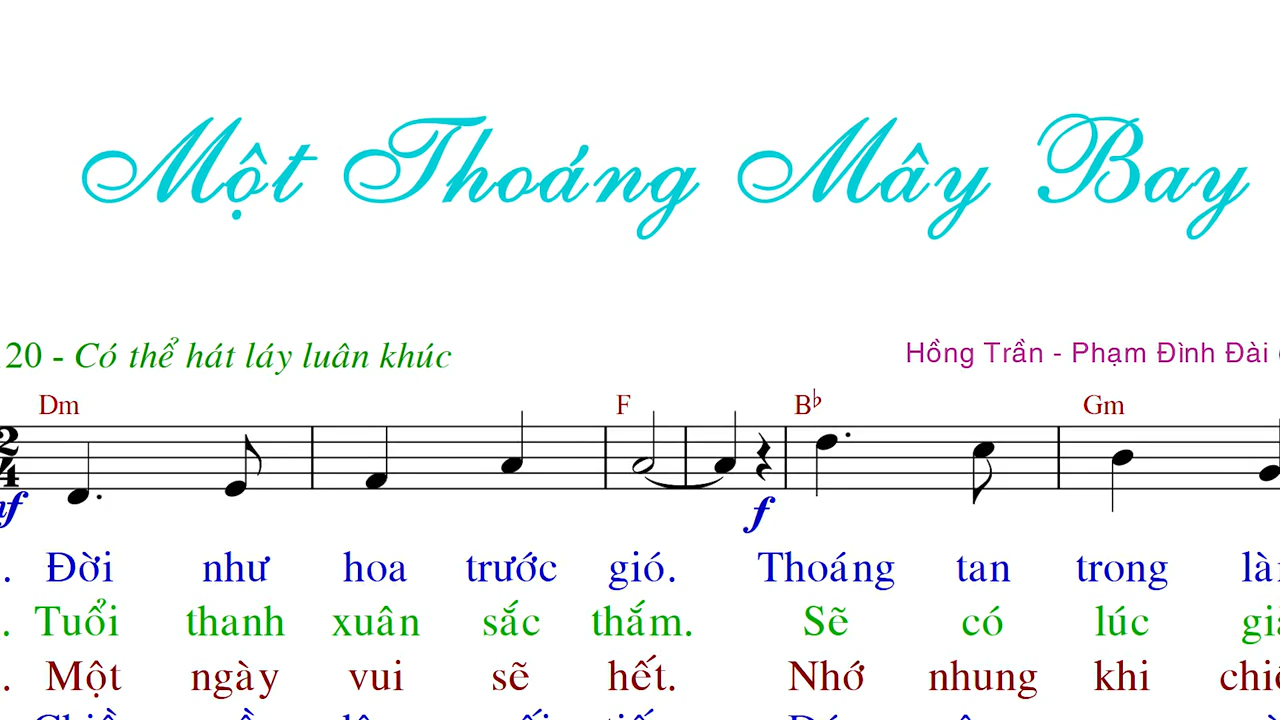 Một Thoáng Mây Bay
20 - Có thể hát láy luân khúc
Hồng Trần - Phạm Đình Đài
Dm F B♭ Gm
2
4
f
. Đời như hoa trước gió. Thoáng tan trong
. Tuổi thanh xuân sắc thắm. Sẽ có lúc
. Một ngày vui sẽ hết. Nhớ nhung khi